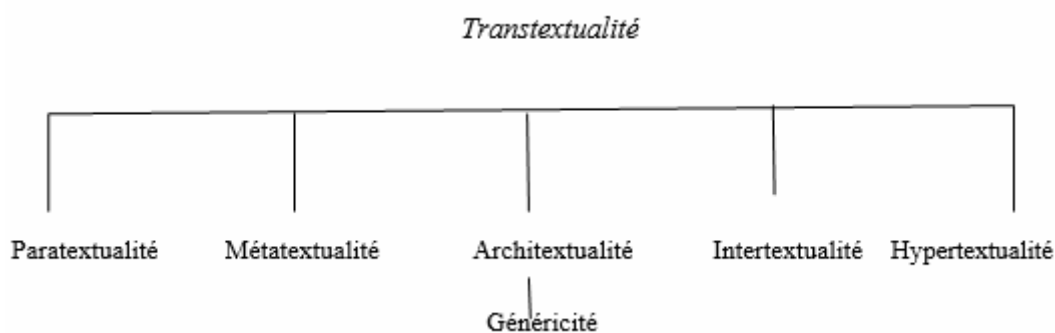 Transtextualité
Paratextualité Métatextualité Architextualité Intertextualité Hypertextualité
Généricité